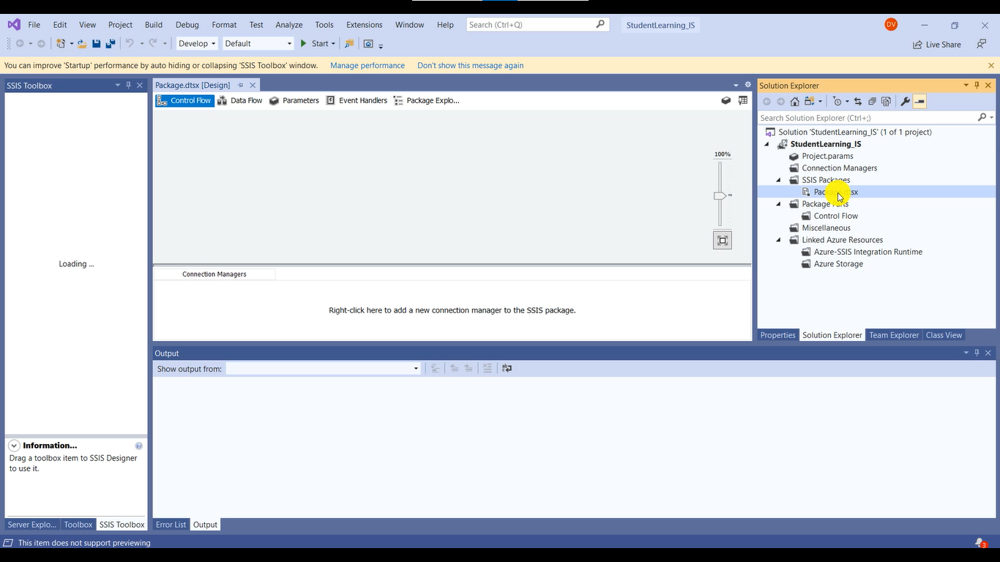 File Edit View Project Build Debug Format Test Analyze Tools Extensions Window Help Search (Ctrl+Q) StudentLearning_IS DV
Develop Default Start Live Share
You can improve 'Startup' performance by auto hiding or collapsing 'SSIS Toolbox' window. Manage performance Don't show this message again
SSIS Toolbox
Loading ...
Information...
Drag a toolbox item to SSIS Designer
to use it.
Server Explo... Toolbox SSIS Toolbox
Package.dtsx [Design]
Control Flow Data Flow Parameters Event Handlers Package Explo...
100%
Connection Managers
Right-click here to add a new connection manager to the SSIS package.
Output
Show output from:
Error List Output
Solution Explorer
Search Solution Explorer (Ctrl+;)
Solution 'StudentLearning_IS' (1 of 1 project)
StudentLearning_IS
Project.params
Connection Managers
SSIS Packages
Package.dtsx
Package Parts
Control Flow
Miscellaneous
Linked Azure Resources
Azure-SSIS Integration Runtime
Azure Storage
Properties Solution Explorer Team Explorer Class View
This item does not support previewing
3